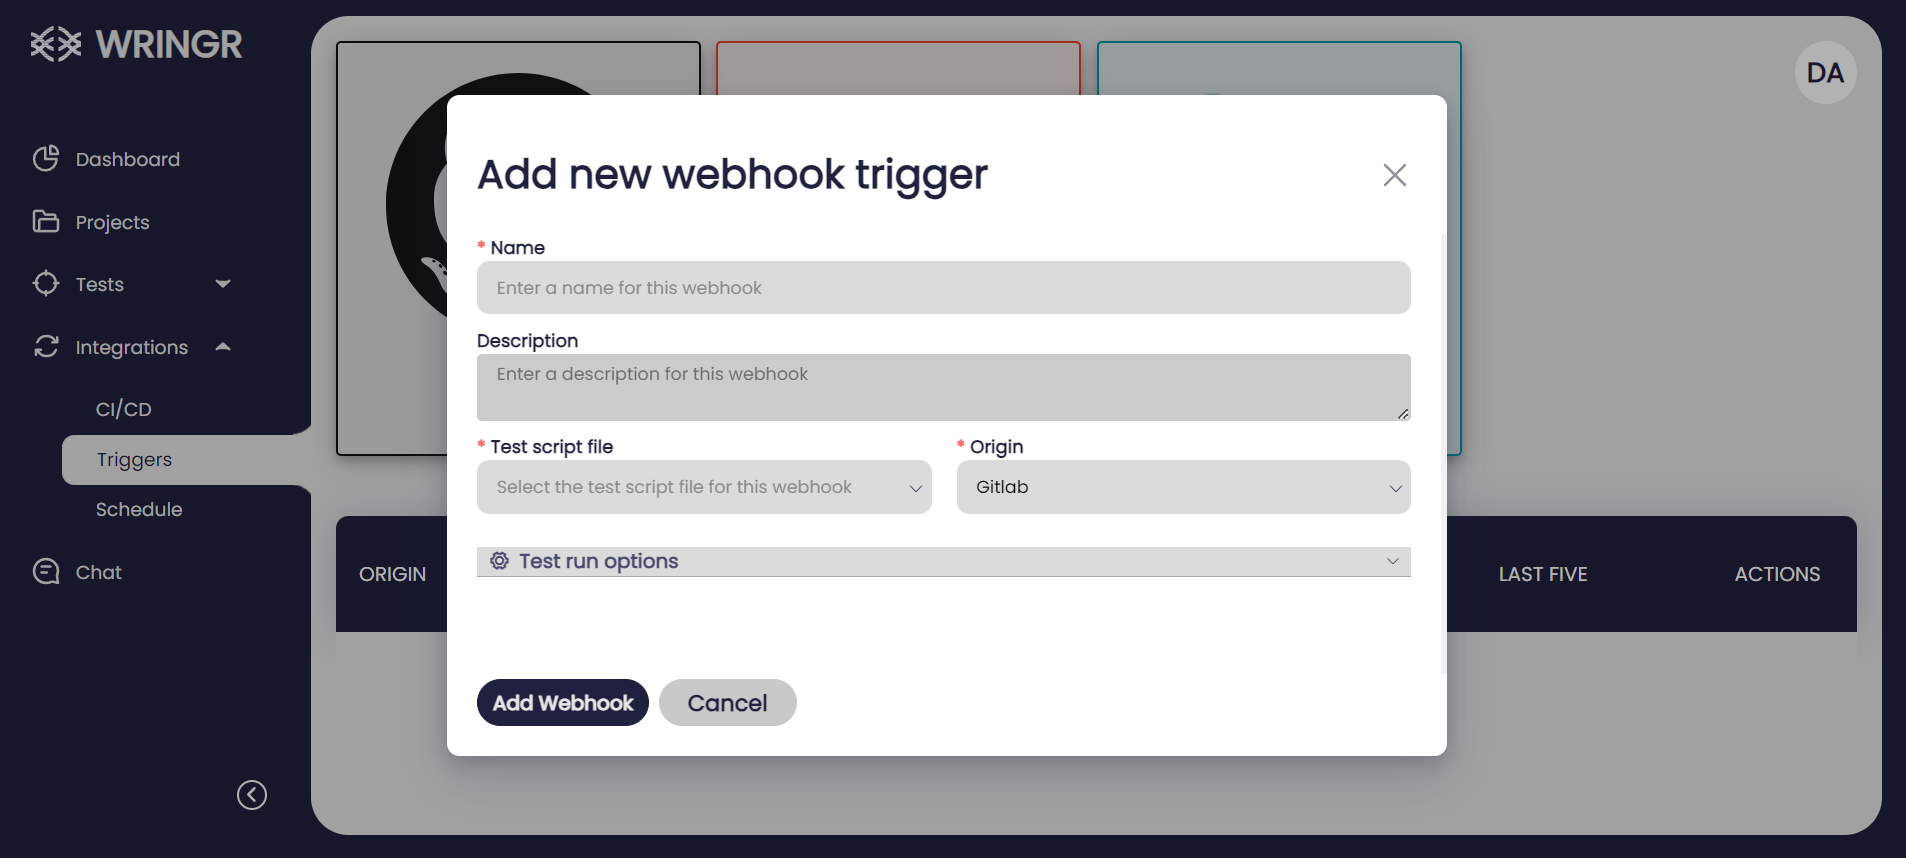 WRINGR
DA
Dashboard
Projects
Tests
Integrations
CI/CD
Triggers
Schedule
Chat
Add new webhook trigger
* Name
Enter a name for this webhook
Description
Enter a description for this webhook
* Test script file
* Origin
Select the test script file for this webhook
Gitlab
Test run options
Add Webhook
Cancel
ORIGIN
LAST FIVE
ACTIONS